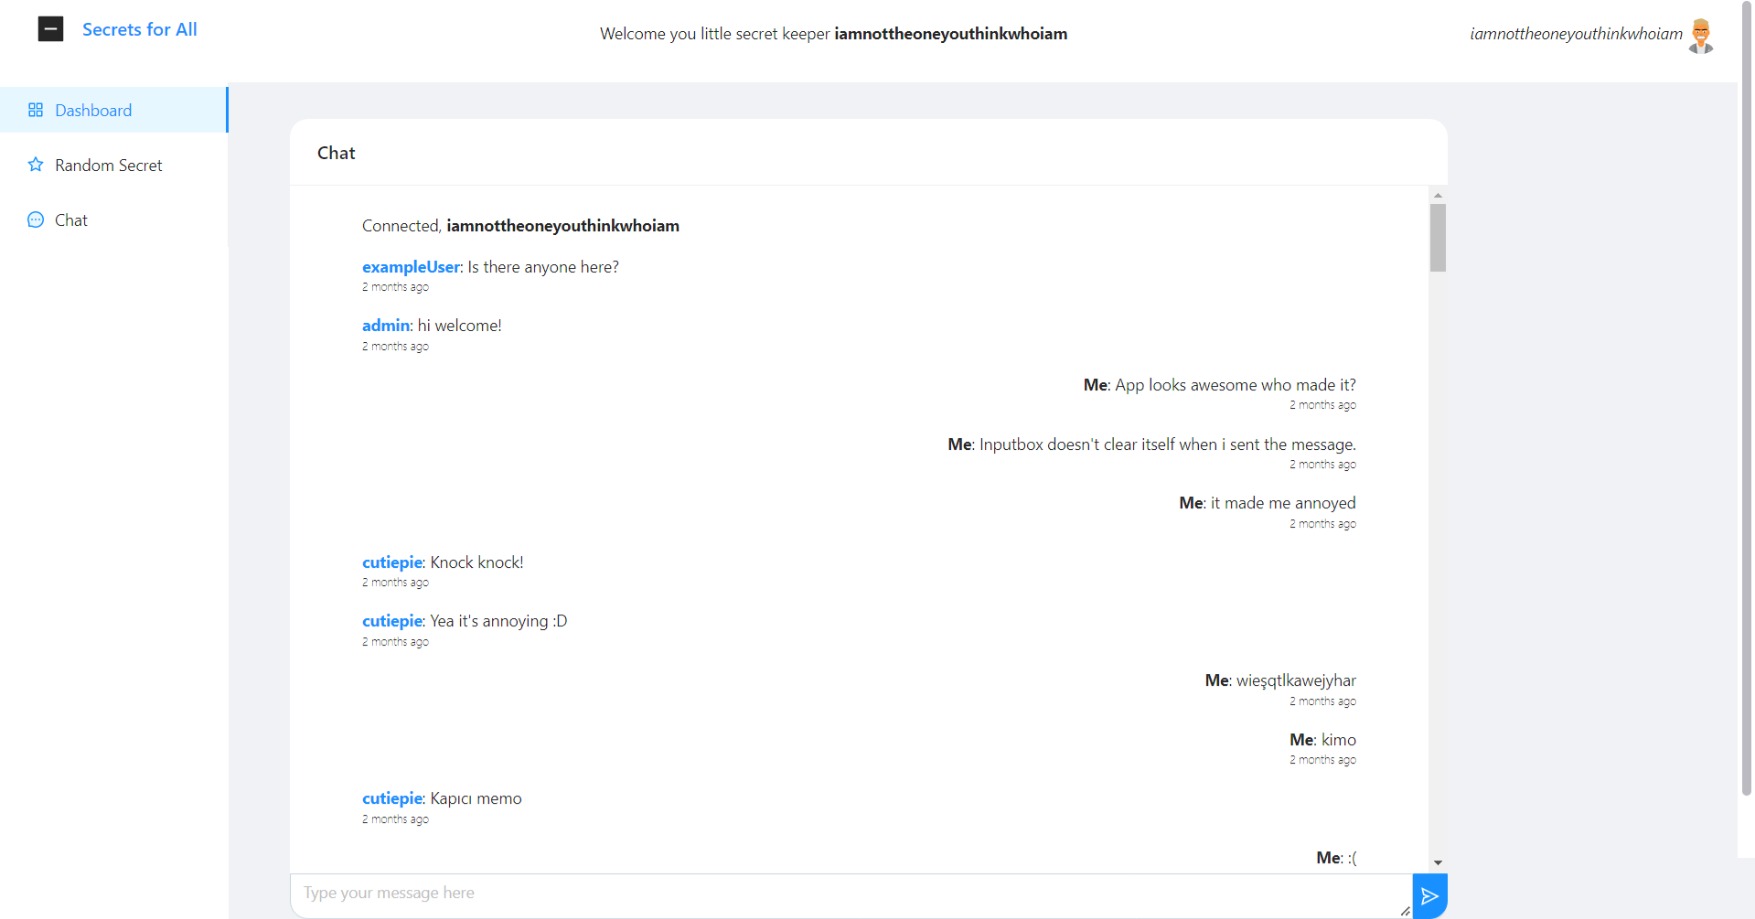 Secrets for All
Welcome you little secret keeper iamnottheoneyouthinkwhoiam
iamnottheoneyouthinkwhoiam
Dashboard
Random Secret
Chat
Chat
Connected, iamnottheoneyouthinkwhoiam
exampleUser: Is there anyone here?
2 months ago
admin: hi welcome!
2 months ago
Me: App looks awesome who made it?
2 months ago
Me: Inputbox doesn't clear itself when i sent the message.
2 months ago
Me: it made me annoyed
2 months ago
cutiepie: Knock knock!
2 months ago
cutiepie: Yea it's annoying :D
2 months ago
Me: wieşqtlkawejyhar
2 months ago
Me: kimo
2 months ago
cutiepie: Kapıcı memo
2 months ago
Me: :(
Type your message here